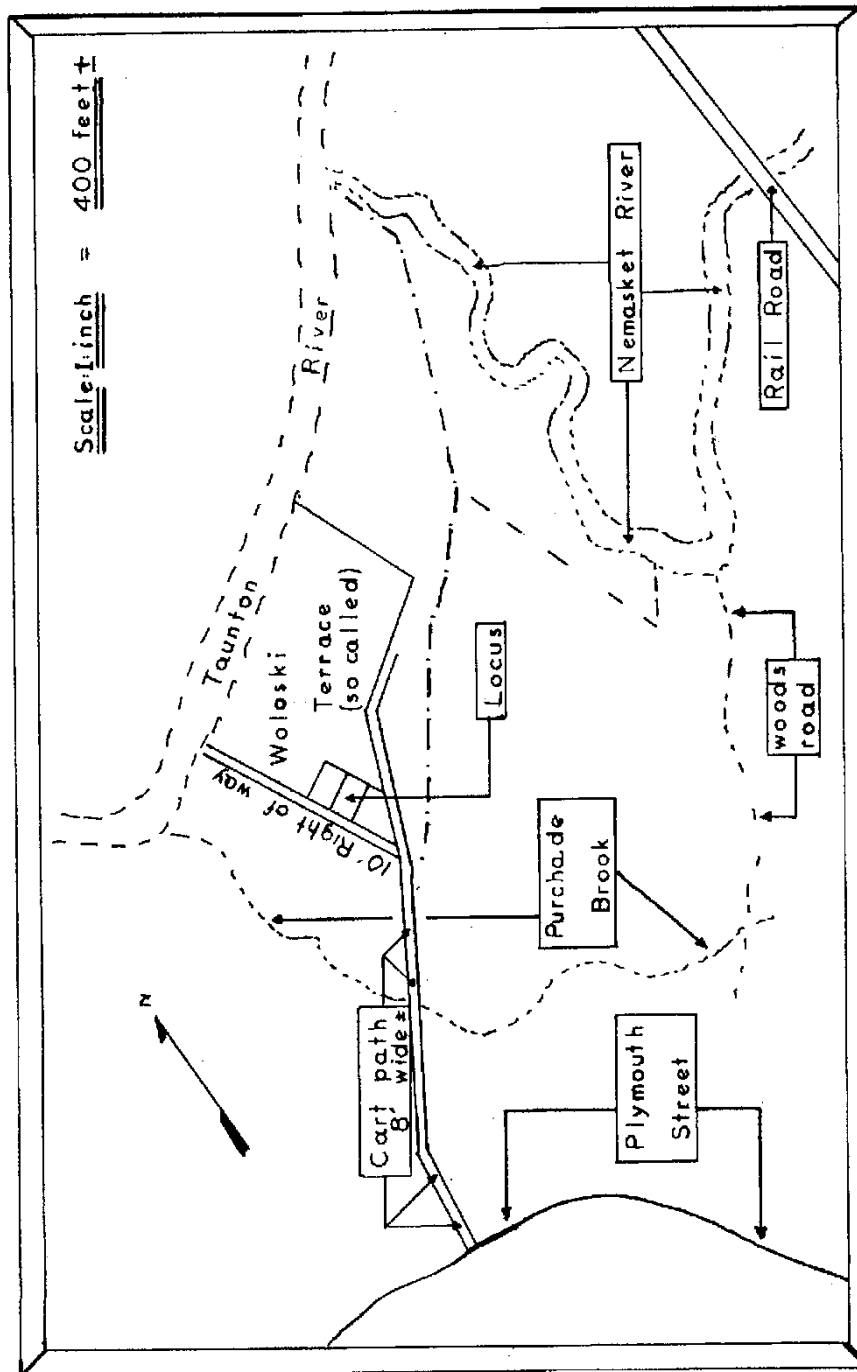 Scale:1 inch = 400 feet ±
Taunton River
Woloski
Terrace
(so called)
10' Right of way
Locus
Nemasket River
Rail Road
woods
road
Purchade
Brook
Cart path
8' wide ±
Plymouth
Street
N